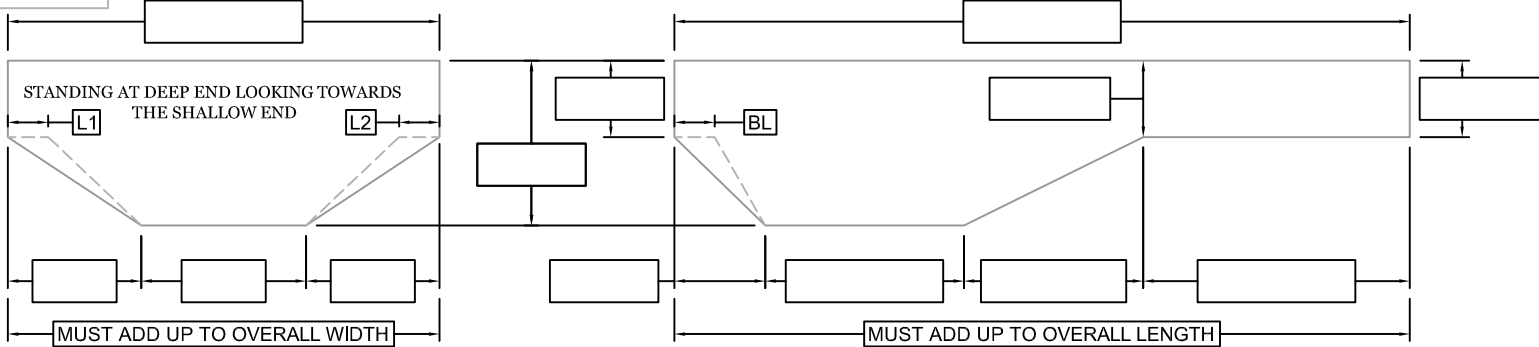 STANDING AT DEEP END LOOKING TOWARDS
THE SHALLOW END
L1
L2
BL
MUST ADD UP TO OVERALL WIDTH
MUST ADD UP TO OVERALL LENGTH